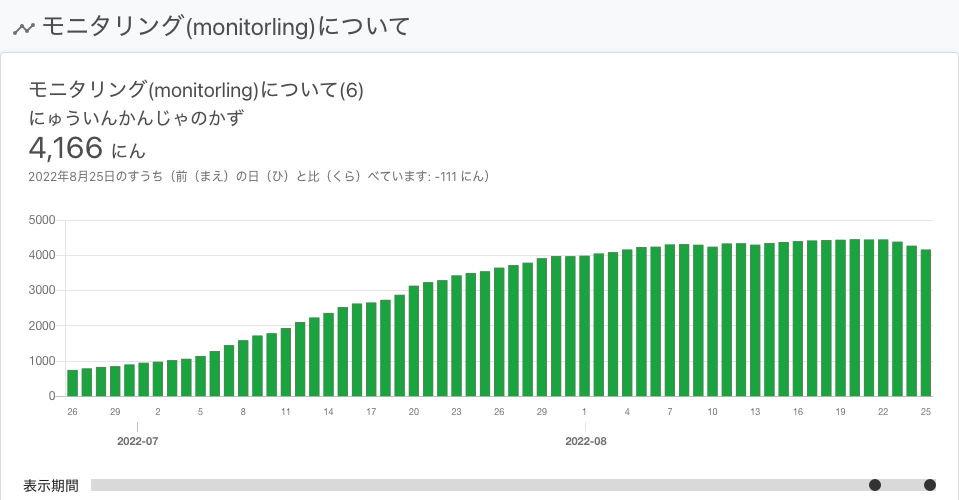 モニタリング(monitorling)について
モニタリング(monitorling)について(6)
にゅういんかんじゃのかず
4,166 にん
2022年8月25日のすうち（前（まえ）の日（ひ）と比（くら）べています: -111 にん）
5000
4000
3000
2000
1000
0
26 29 2 5 8 11 14 17 20 23 26 29 1 4 7 10 13 16 19 22 25
2022-07 2022-08
表示期間